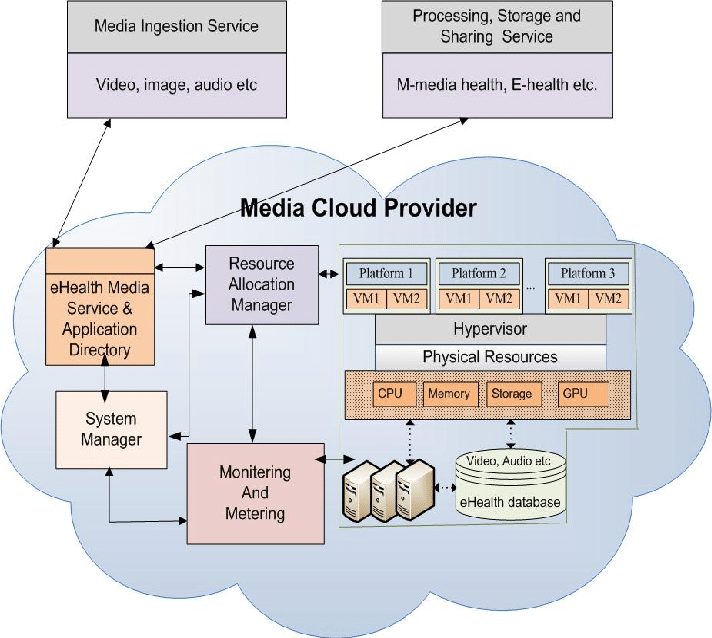 Media Ingestion Service
Video, image, audio etc
Processing, Storage and
Sharing Service
M-media health, E-health etc.
Media Cloud Provider
eHealth Media
Service &
Application
Directory
Resource
Allocation
Manager
Platform 1
VM1 VM2
Platform 2
VM1 VM2
...
Platform 3
VM1 VM2
Hypervisor
Physical Resources
CPU
Memory
Storage
GPU
System
Manager
Monitering
And
Metering
Video, Audio etc
eHealth database